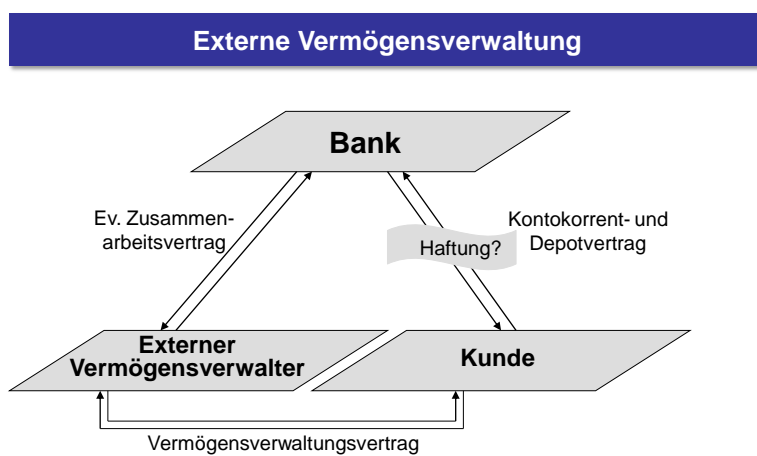 Externe Vermögensverwaltung
Bank
Ev. Zusammen-
arbeitsvertrag
Haftung?
Kontokorrent- und
Depotvertrag
Externer
Vermögensverwalter
Kunde
Vermögensverwaltungsvertrag